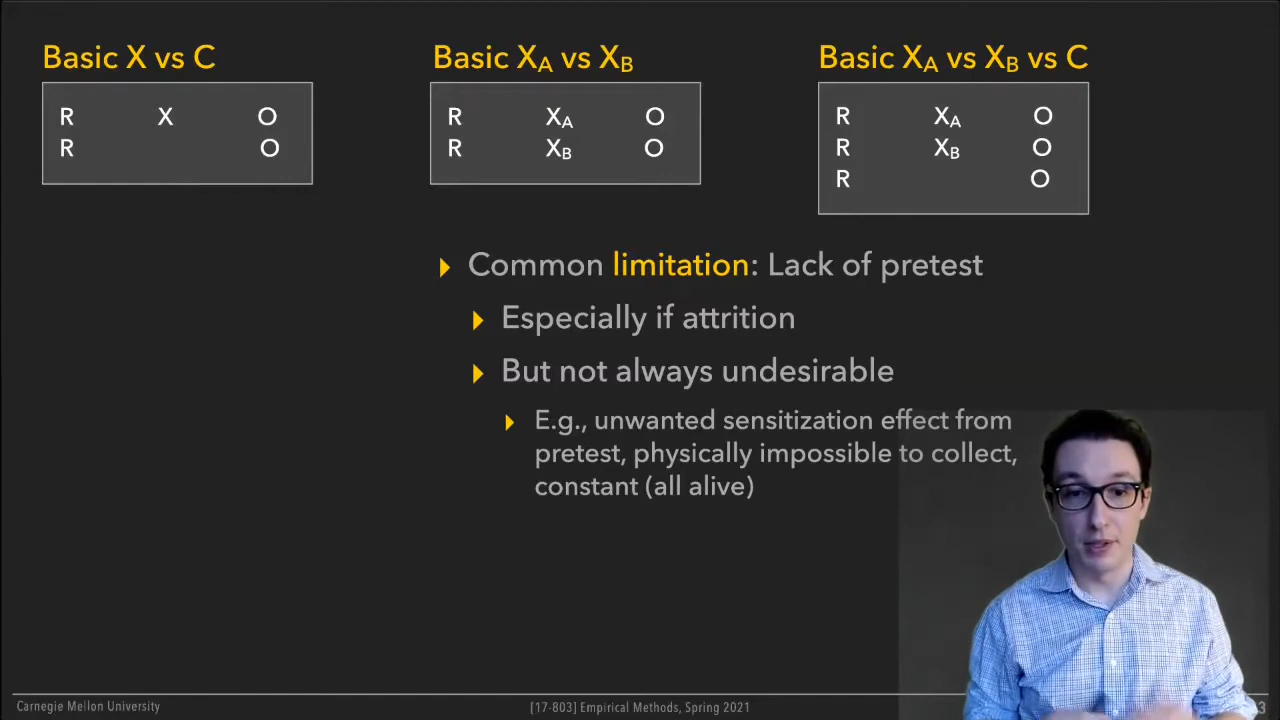 Basic X vs C
R X O
R O
Basic XA vs XB
R XA O
R XB O
Basic XA vs XB vs C
R XA O
R XB O
R O
Common limitation: Lack of pretest
Especially if attrition
But not always undesirable
E.g., unwanted sensitization effect from
pretest, physically impossible to collect,
constant (all alive)
Carnegie Mellon University
[17-803] Empirical Methods, Spring 2021